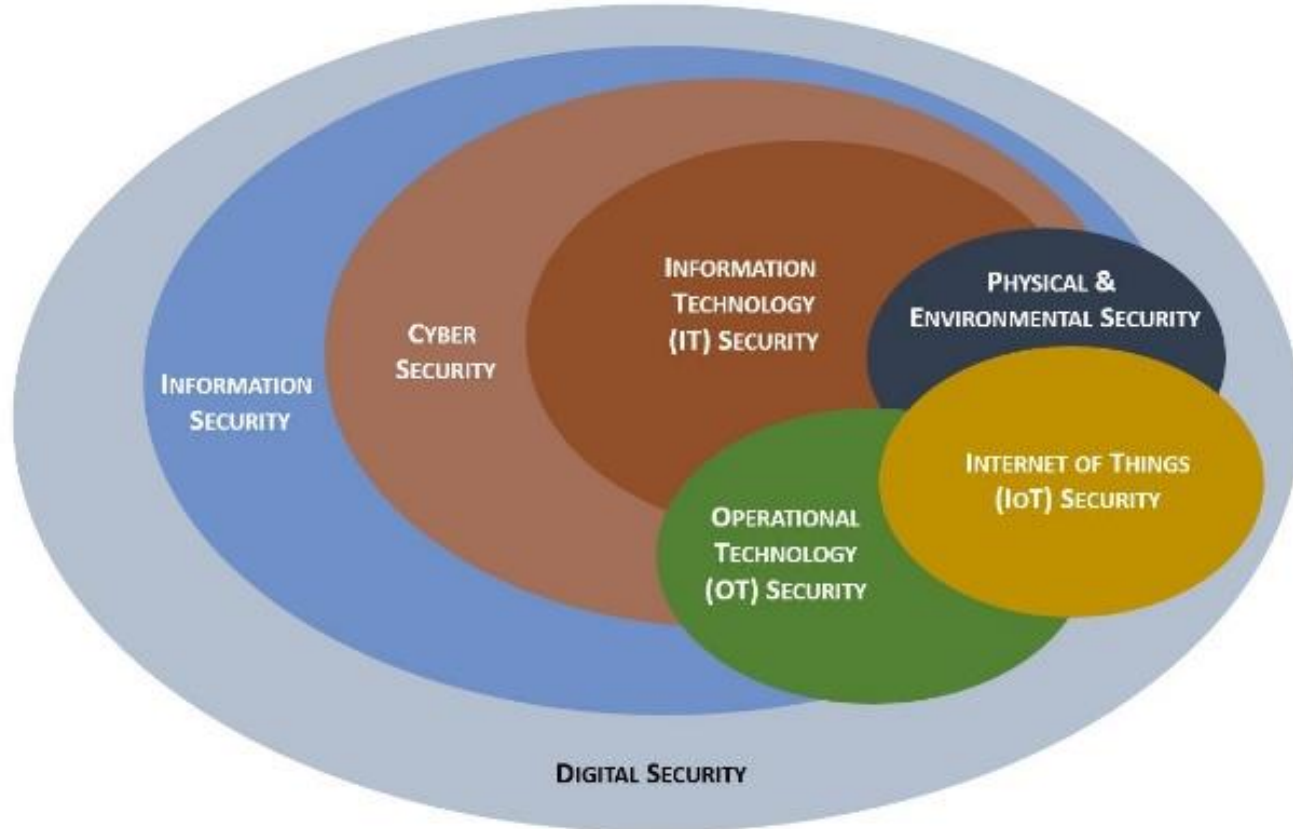 INFORMATION
TECHNOLOGY
(IT) SECURITY
PHYSICAL &
ENVIRONMENTAL SECURITY
CYBER
SECURITY
INFORMATION
SECURITY
INTERNET OF THINGS
(IOT) SECURITY
OPERATIONAL
TECHNOLOGY
(OT) SECURITY
DIGITAL SECURITY